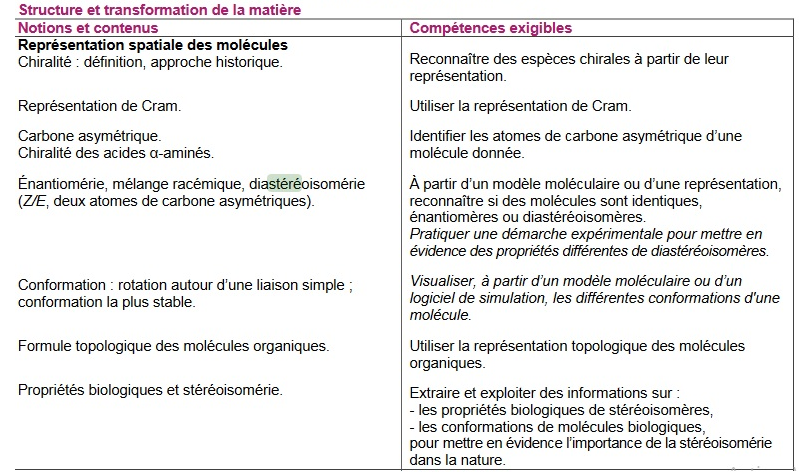 Structure et transformation de la matière
Notions et contenus
Compétences exigibles
Représentation spatiale des molécules
Chiralité : définition, approche historique.
Reconnaître des espèces chirales à partir de leur
représentation.
Représentation de Cram.
Utiliser la représentation de Cram.
Carbone asymétrique.
Chiralité des acides α-aminés.
Identifier les atomes de carbone asymétrique d’une
molécule donnée.
Énantiomérie, mélange racémique, diastéréoisomérie
(Z/E, deux atomes de carbone asymétriques).
À partir d’un modèle moléculaire ou d’une représentation,
reconnaître si des molécules sont identiques,
énantiomères ou diastéréoisomères.
Pratiquer une démarche expérimentale pour mettre en
évidence des propriétés différentes de diastéréoisomères.
Conformation : rotation autour d’une liaison simple ;
conformation la plus stable.
Visualiser, à partir d’un modèle moléculaire ou d’un
logiciel de simulation, les différentes conformations d'une
molécule.
Formule topologique des molécules organiques.
Utiliser la représentation topologique des molécules
organiques.
Propriétés biologiques et stéréoisomérie.
Extraire et exploiter des informations sur :
- les propriétés biologiques de stéréoisomères,
- les conformations de molécules biologiques,
pour mettre en évidence l’importance de la stéréoisomérie
dans la nature.